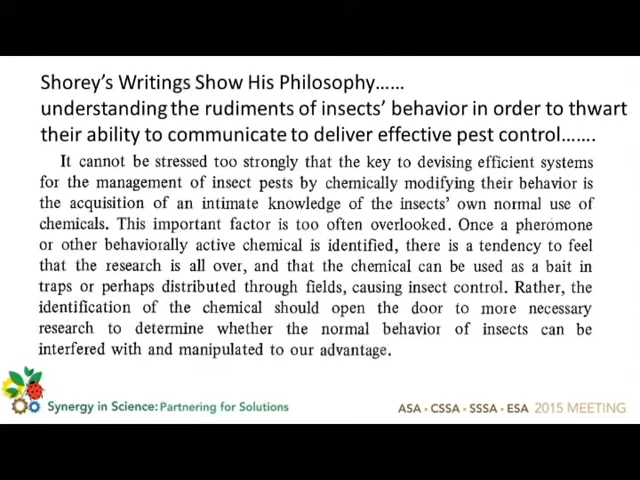 Shorey's Writings Show His Philosophy......
understanding the rudiments of insects' behavior in order to thwart
their ability to communicate to deliver effective pest control.......
It cannot be stressed too strongly that the key to devising efficient systems
for the management of insect pests by chemically modifying their behavior is
the acquisition of an intimate knowledge of the insects' own normal use of
chemicals. This important factor is too often overlooked. Once a pheromone
or other behaviorally active chemical is identified, there is a tendency to feel
that the research is all over, and that the chemical can be used as a bait in
traps or perhaps distributed through fields, causing insect control. Rather, the
identification of the chemical should open the door to more necessary
research to determine whether the normal behavior of insects can be
interfered with and manipulated to our advantage.
Synergy in Science: Partnering for Solutions
ASA • CSSA • SSSA • ESA 2015 MEETING